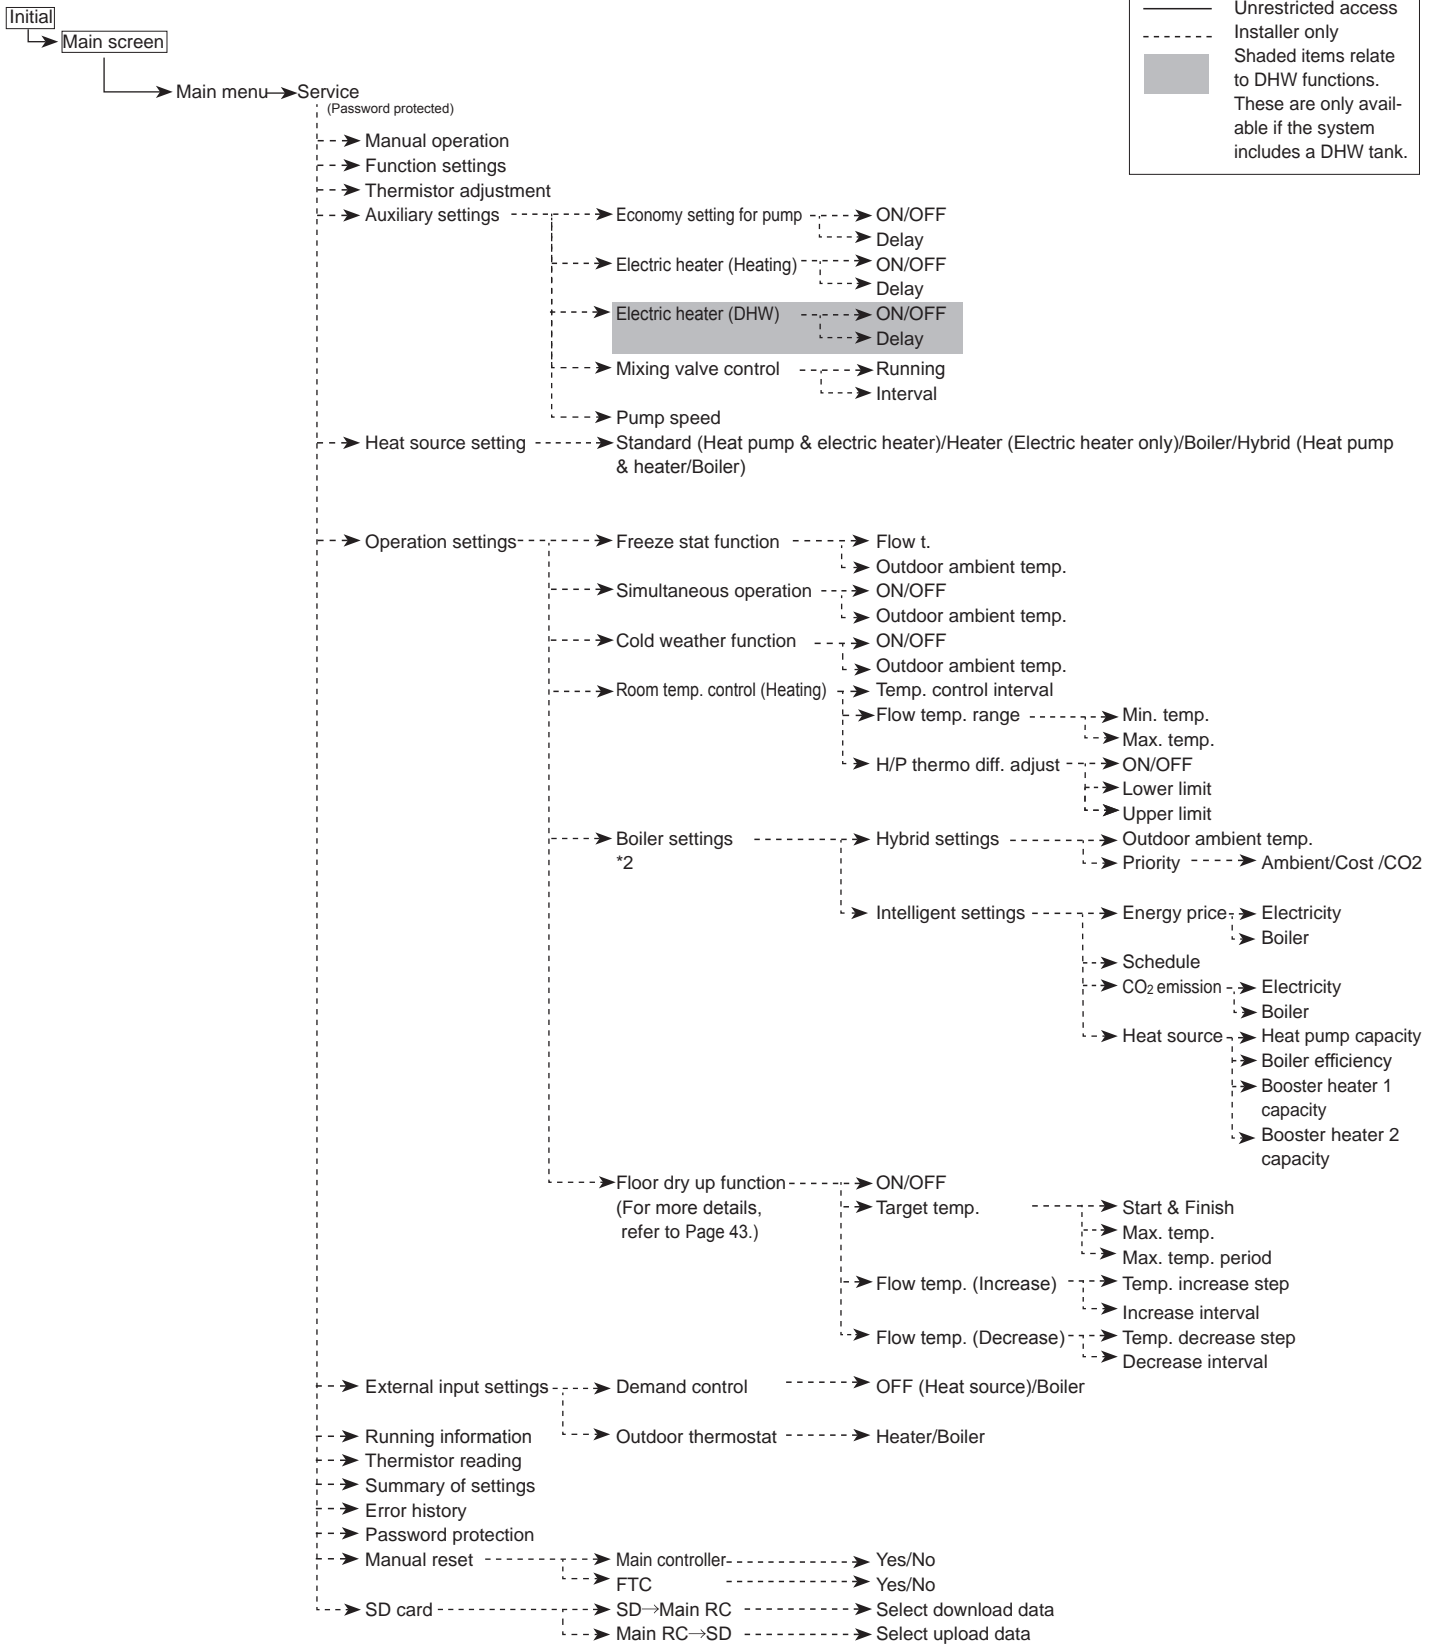 Initial
Main screen
Main menu
Service
(Password protected)
Unrestricted access
Installer only
Shaded items relate
to DHW functions.
These are only avail-
able if the system
includes a DHW tank.
Manual operation
Function settings
Thermistor adjustment
Auxiliary settings
Economy setting for pump
ON/OFF
Delay
Electric heater (Heating)
ON/OFF
Delay
Electric heater (DHW)
ON/OFF
Delay
Mixing valve control
Running
Interval
Pump speed
Heat source setting
Standard (Heat pump & electric heater)/Heater (Electric heater only)/Boiler/Hybrid (Heat pump
& heater/Boiler)
Operation settings
Freeze stat function
Flow t.
Outdoor ambient temp.
Simultaneous operation
ON/OFF
Outdoor ambient temp.
Cold weather function
ON/OFF
Outdoor ambient temp.
Room temp. control (Heating)
Temp. control interval
Flow temp. range
Min. temp.
Max. temp.
H/P thermo diff. adjust
ON/OFF
Lower limit
Upper limit
Boiler settings
*2
Hybrid settings
Outdoor ambient temp.
Priority
Ambient/Cost /CO2
Intelligent settings
Energy price
Electricity
Boiler
Schedule
CO2 emission
Electricity
Boiler
Heat source
Heat pump capacity
Boiler efficiency
Booster heater 1
capacity
Booster heater 2
capacity
Floor dry up function
(For more details,
refer to Page 43.)
ON/OFF
Target temp.
Start & Finish
Max. temp.
Max. temp. period
Flow temp. (Increase)
Temp. increase step
Increase interval
Flow temp. (Decrease)
Temp. decrease step
Decrease interval
External input settings
Demand control
OFF (Heat source)/Boiler
Outdoor thermostat
Heater/Boiler
Running information
Thermistor reading
Summary of settings
Error history
Password protection
Manual reset
Main controller
Yes/No
FTC
Yes/No
SD card
SD→Main RC
Select download data
Main RC→SD
Select upload data